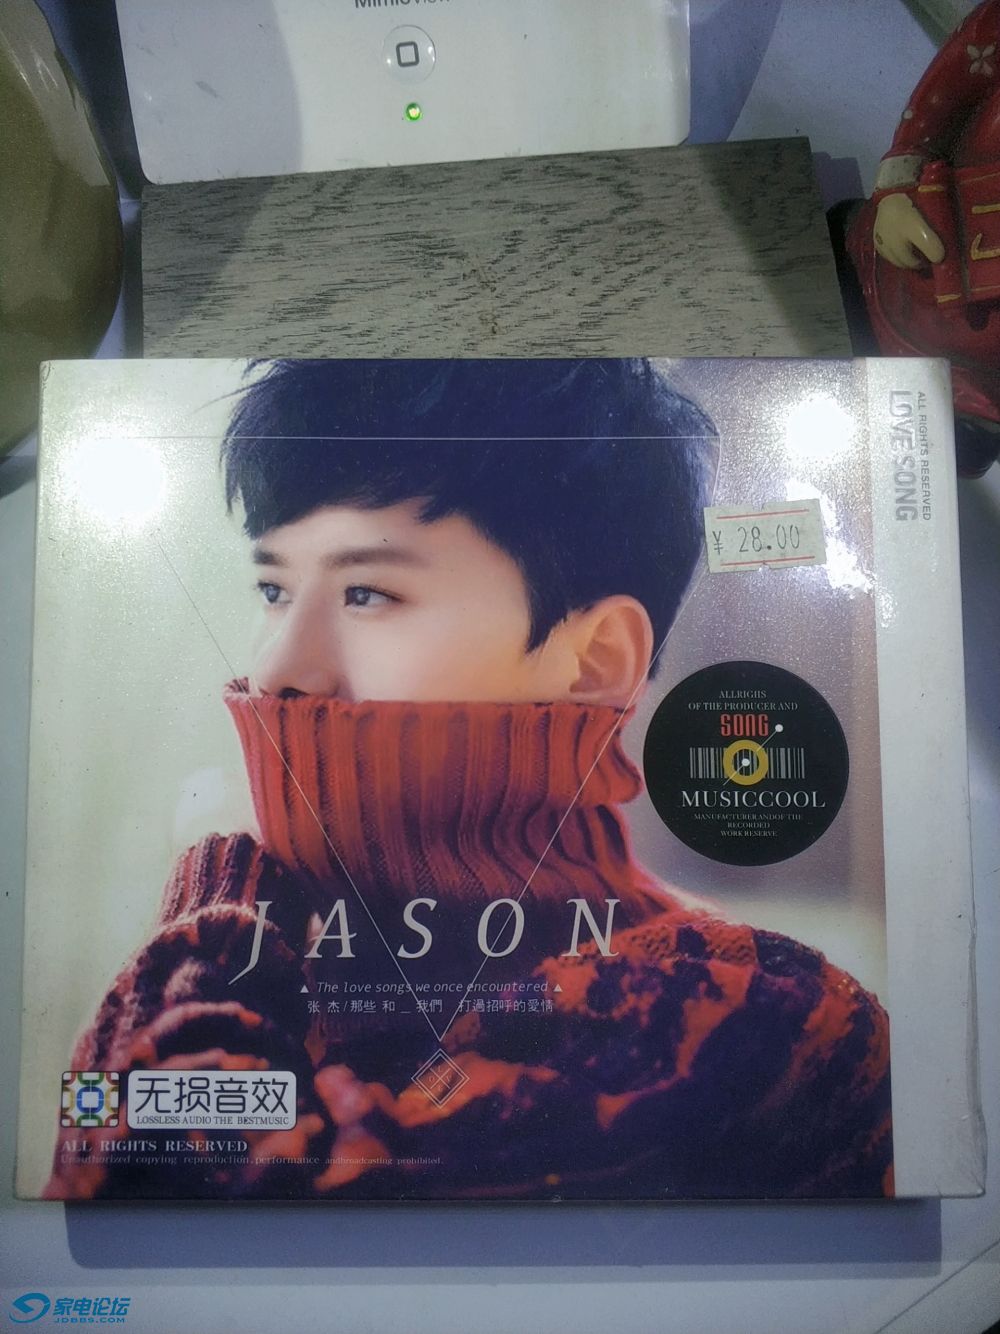 MimioView
ALL RIGHTS RESERVED
LOVE SONG
¥ 28.00
ALLRIGHS
OF THE PRODUCER AND
SONG
MUSICCOOL
MANUFACTURER ANDOF THE
RECORDED
WORK RESERVE
JASON
The love songs we once encountered
张 杰 / 那些 和 _ 我們 打過招呼的愛情
无损音效
LOSSLESS AUDIO THE BESTMUSIC
ALL RIGHTS RESERVED
Unauthorized copying reproduction, performance andbroadcasting prohibited.
家电论坛
JDBBS.COM